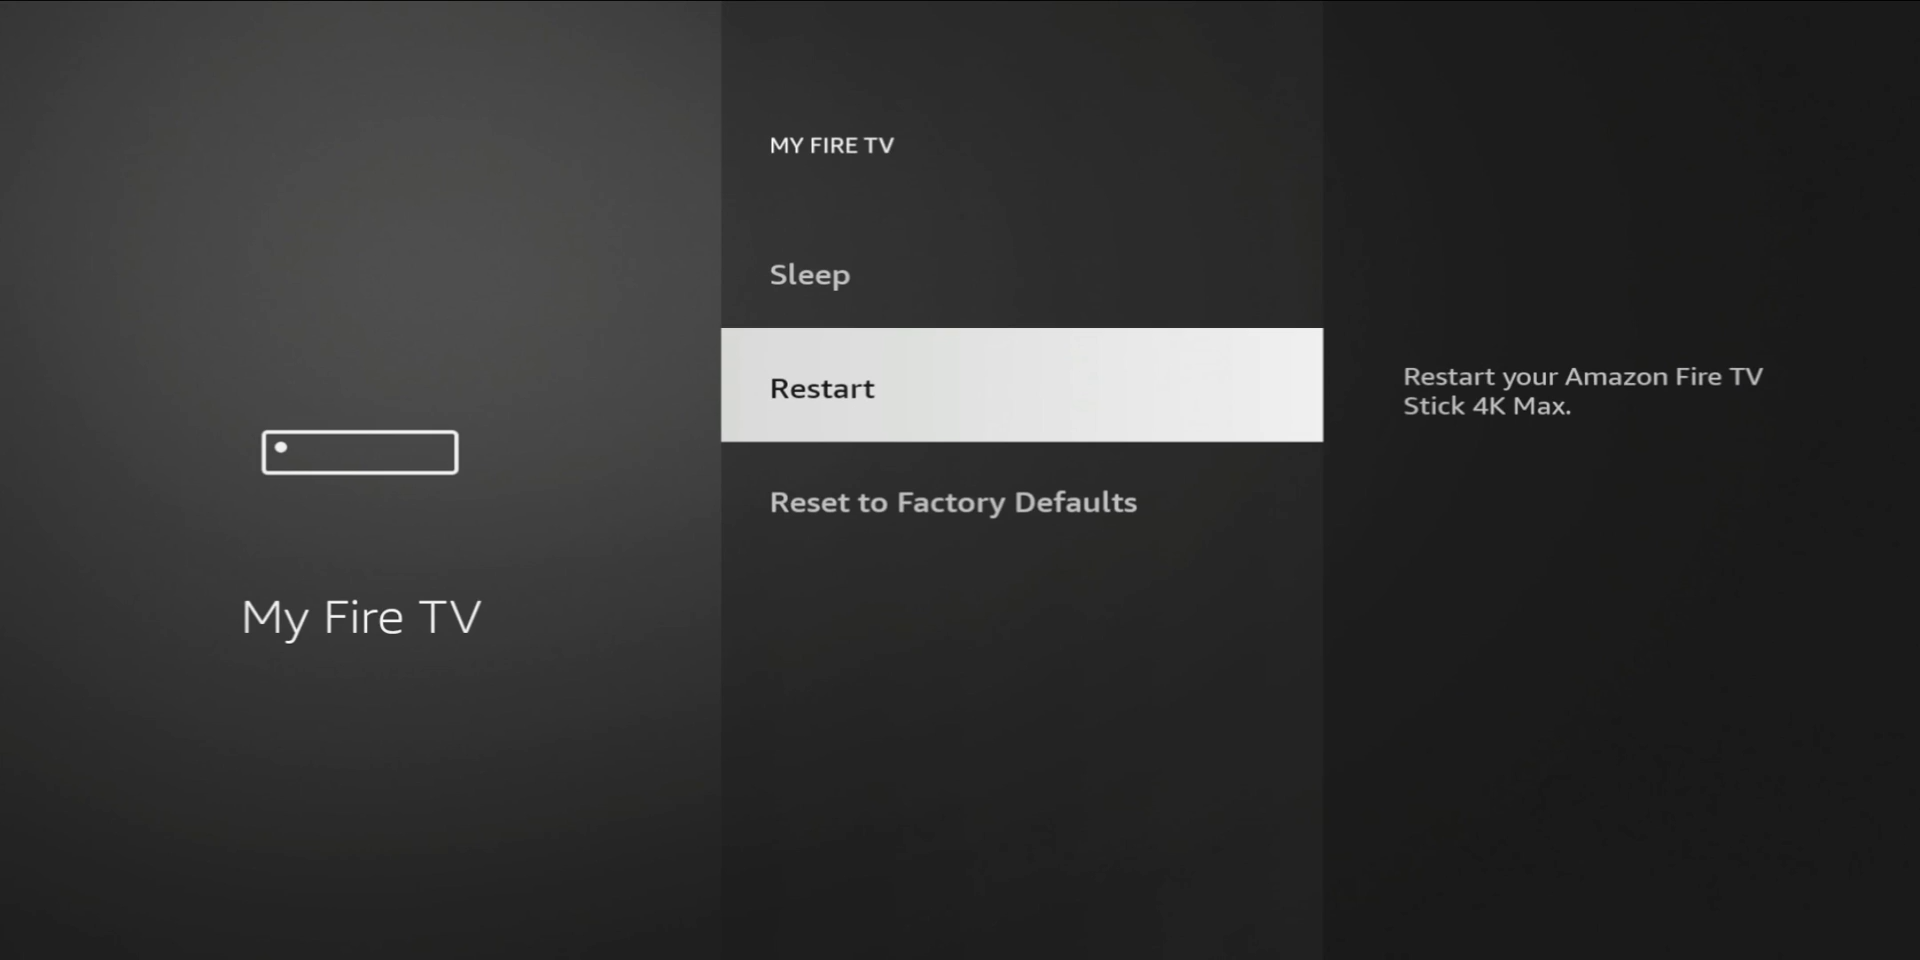 MY FIRE TV
Sleep
Restart
Restart your Amazon Fire TV
Stick 4K Max.
Reset to Factory Defaults
My Fire TV